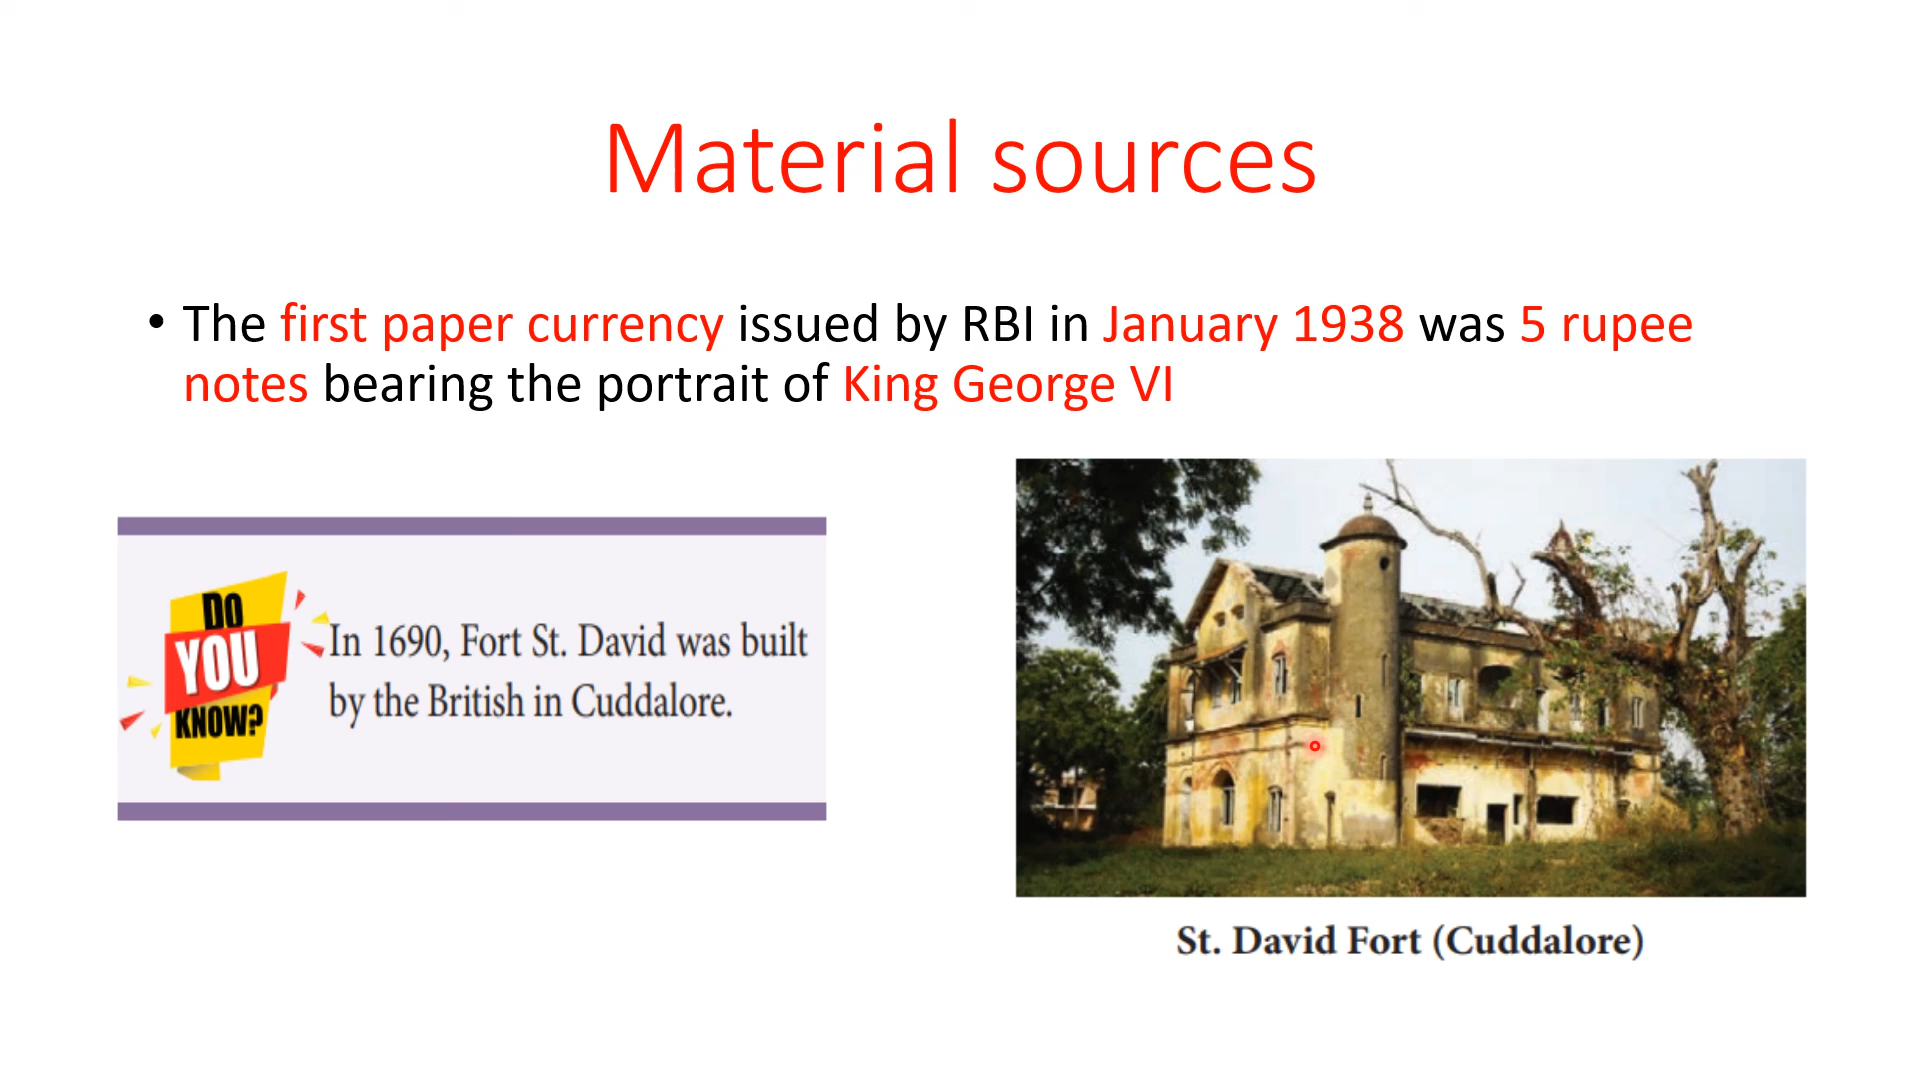 Material sources
• The first paper currency issued by RBI in January 1938 was 5 rupee
notes bearing the portrait of King George VI
DO
YOU
KNOW?
In 1690, Fort St. David was built
by the British in Cuddalore.
St. David Fort (Cuddalore)